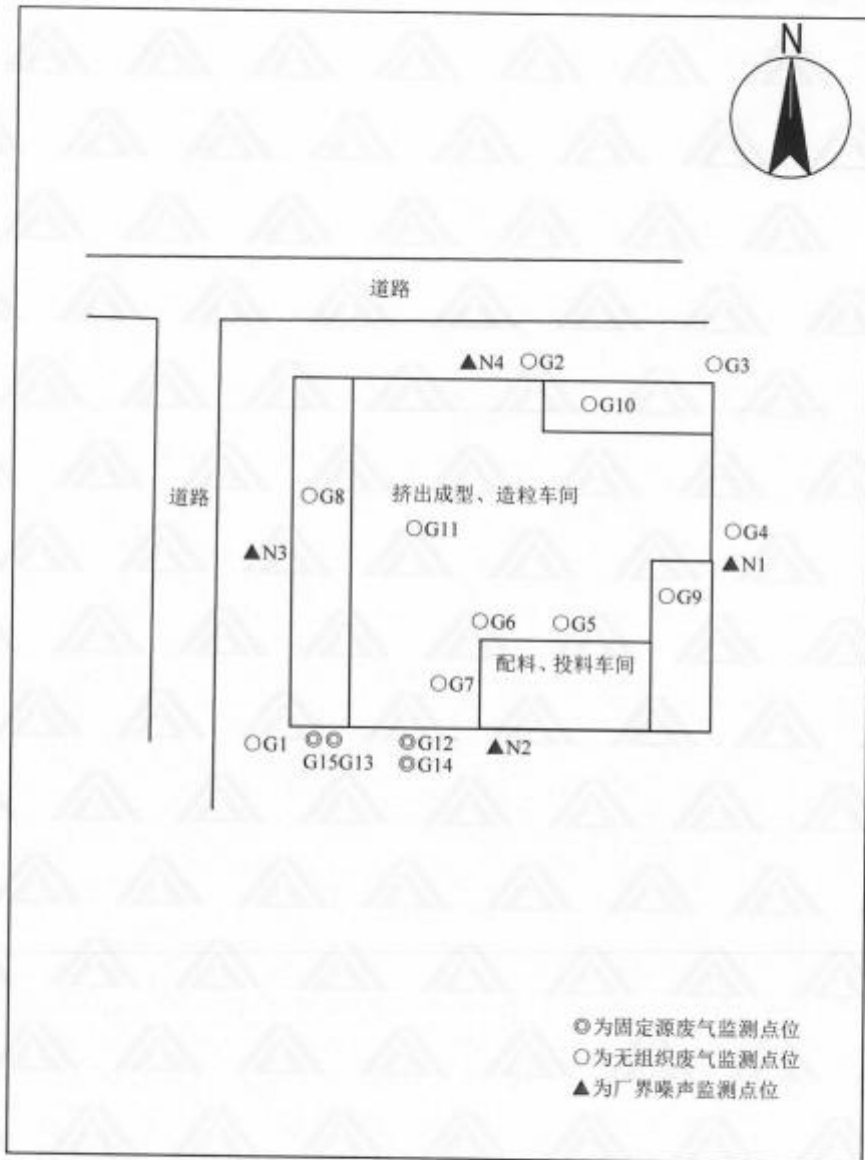 N
道路
▲N4 ○G2
○G3
○G10
道路
○G8
挤出成型、造粒车间
○G11
○G4
▲N3
▲N1
○G9
○G6
○G5
配料、投料车间
○G7
○G1
◎◎
◎G12
▲N2
G15G13
◎G14
◎为固定源废气监测点位
○为无组织废气监测点位
▲为厂界噪声监测点位